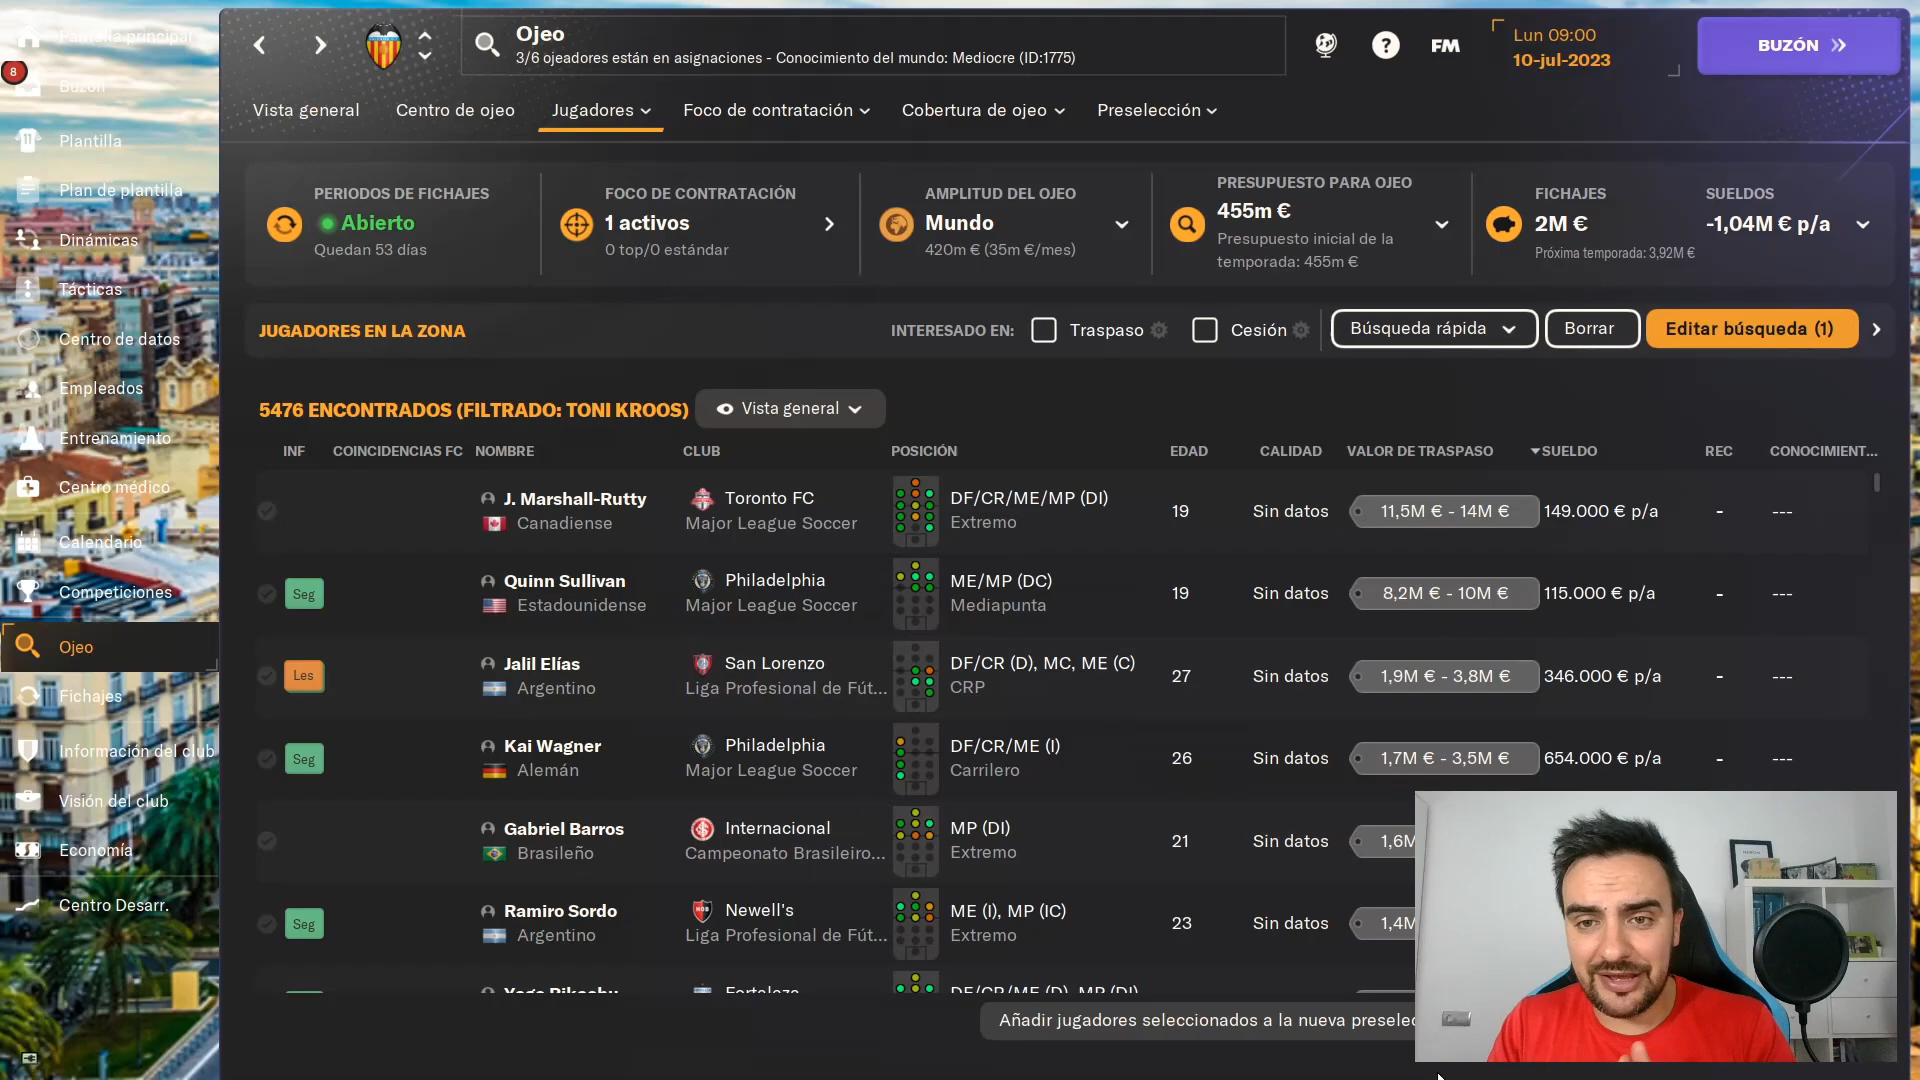 Pantalla principal
8
Buzón
Plantilla
Plan de plantilla
Dinámicas
Tácticas
Centro de datos
Empleados
Entrenamiento
Centro médico
Calendario
Competiciones
Ojeo
Fichajes
Información del club
Visión del club
Economía
Centro Desarr.
Ojeo
3/6 ojeadores están en asignaciones - Conocimiento del mundo: Mediocre (ID:1775)
?
FM
Lun 09:00
10-jul-2023
BUZÓN
Vista general
Centro de ojeo
Jugadores
Foco de contratación
Cobertura de ojeo
Preselección
PERIODOS DE FICHAJES
Abierto
Quedan 53 días
FOCO DE CONTRATACIÓN
1 activos
0 top/0 estándar
AMPLITUD DEL OJEO
Mundo
420m € (35m €/mes)
PRESUPUESTO PARA OJEO
455m €
Presupuesto inicial de la
temporada: 455m €
FICHAJES
2M €
SUELDOS
-1,04M € p/a
Próxima temporada: 3,92M €
JUGADORES EN LA ZONA
INTERESADO EN:
Traspaso
Cesión
Búsqueda rápida
Borrar
Editar búsqueda (1)
5476 ENCONTRADOS (FILTRADO: TONI KROOS)
Vista general
INF COINCIDENCIAS FC NOMBRE CLUB POSICIÓN EDAD CALIDAD VALOR DE TRASPASO SUELDO REC CONOCIMIENT...
J. Marshall-Rutty Toronto FC DF/CR/ME/MP (DI) 19 Sin datos 11,5M € - 14M € 149.000 € p/a - ---
Canadiense Major League Soccer Extremo
Seg Quinn Sullivan Philadelphia ME/MP (DC) 19 Sin datos 8,2M € - 10M € 115.000 € p/a - ---
Estadounidense Major League Soccer Mediapunta
Les Jalil Elías San Lorenzo DF/CR (D), MC, ME (C) 27 Sin datos 1,9M € - 3,8M € 346.000 € p/a - ---
Argentino Liga Profesional de Fút... CRP
Seg Kai Wagner Philadelphia DF/CR/ME (I) 26 Sin datos 1,7M € - 3,5M € 654.000 € p/a - ---
Alemán Major League Soccer Carrilero
Gabriel Barros Internacional MP (DI) 21 Sin datos 1,6M
Brasileño Campeonato Brasileiro... Extremo
Seg Ramiro Sordo Newell's ME (I), MP (IC) 23 Sin datos 1,4M
Argentino Liga Profesional de Fút... Extremo
Fortaleza DF/CR/ME (D), MP (DI)
Añadir jugadores seleccionados a la nueva preselec